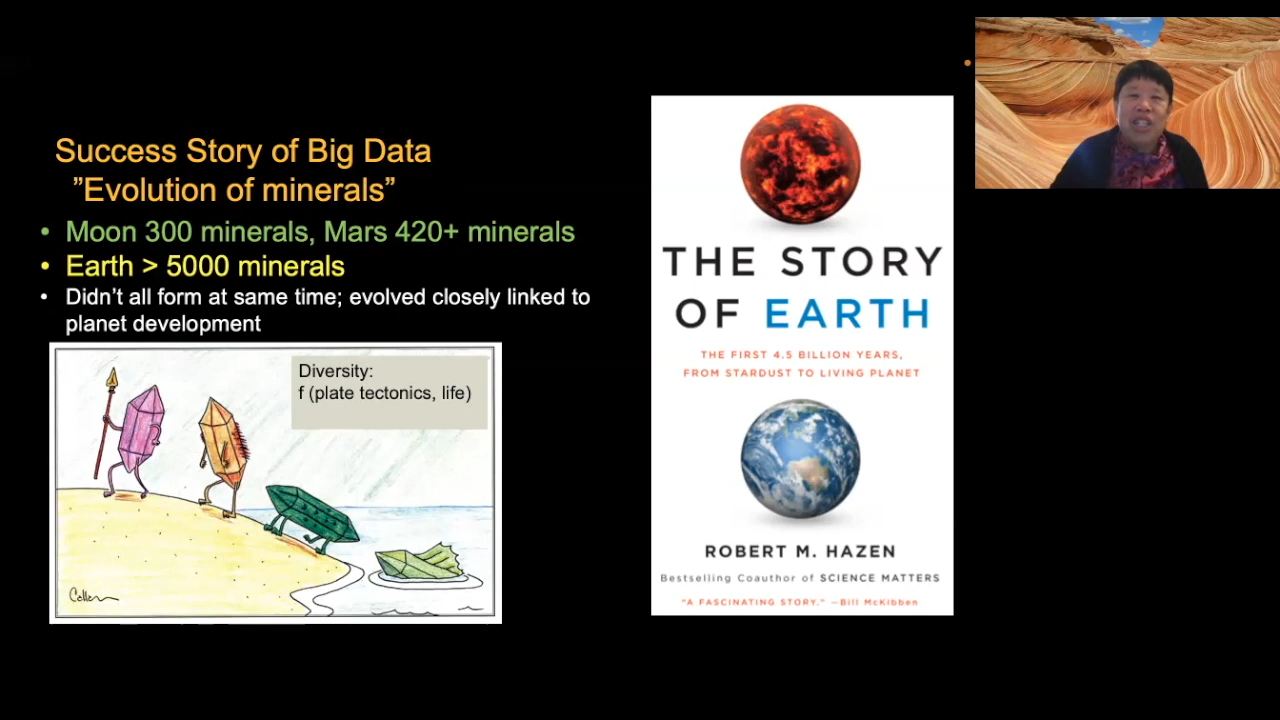 Success Story of Big Data
”Evolution of minerals”
• Moon 300 minerals, Mars 420+ minerals
• Earth > 5000 minerals
• Didn’t all form at same time; evolved closely linked to
planet development
Diversity:
f (plate tectonics, life)
THE STORY
OF EARTH
THE FIRST 4.5 BILLION YEARS,
FROM STARDUST TO LIVING PLANET
ROBERT M. HAZEN
Bestselling Coauthor of SCIENCE MATTERS
“A FASCINATING STORY.” —Bill McKibben